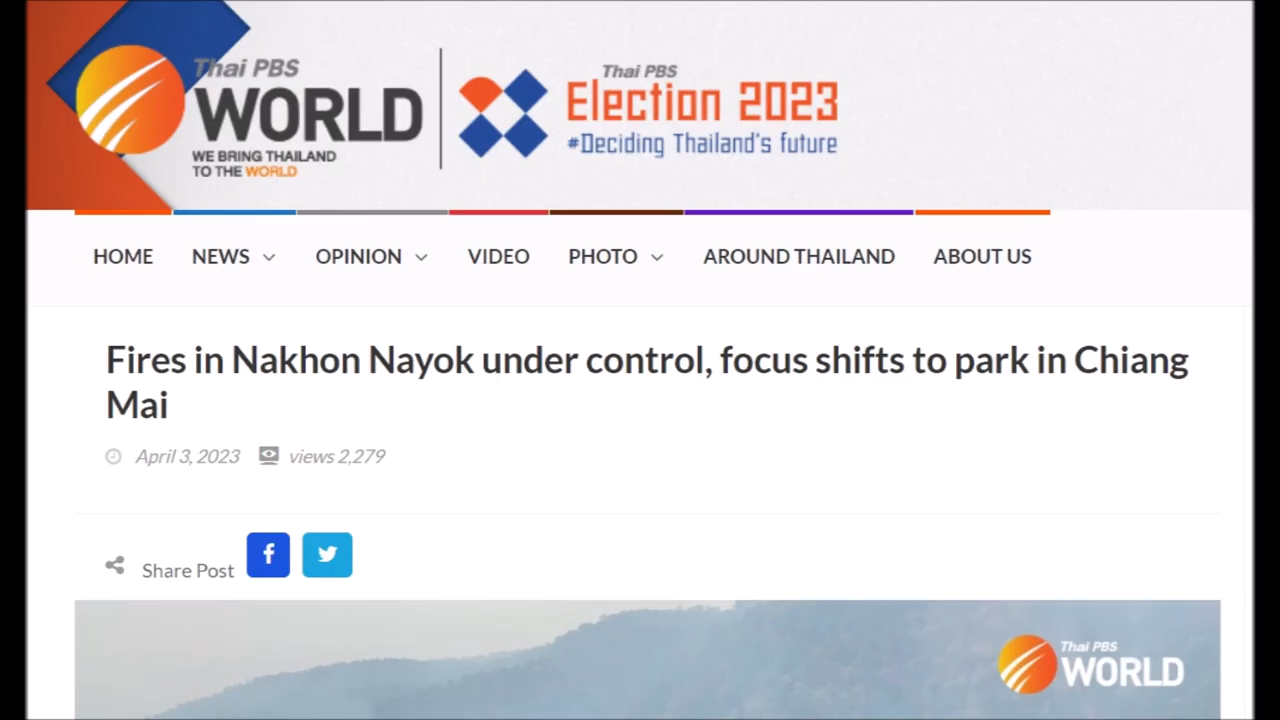 Thai PBS
WORLD
WE BRING THAILAND
TO THE WORLD
Thai PBS
Election 2023
#Deciding Thailand's future
HOME NEWS OPINION VIDEO PHOTO AROUND THAILAND ABOUT US
Fires in Nakhon Nayok under control, focus shifts to park in Chiang
Mai
April 3, 2023 views 2,279
Share Post
Thai PBS
WORLD